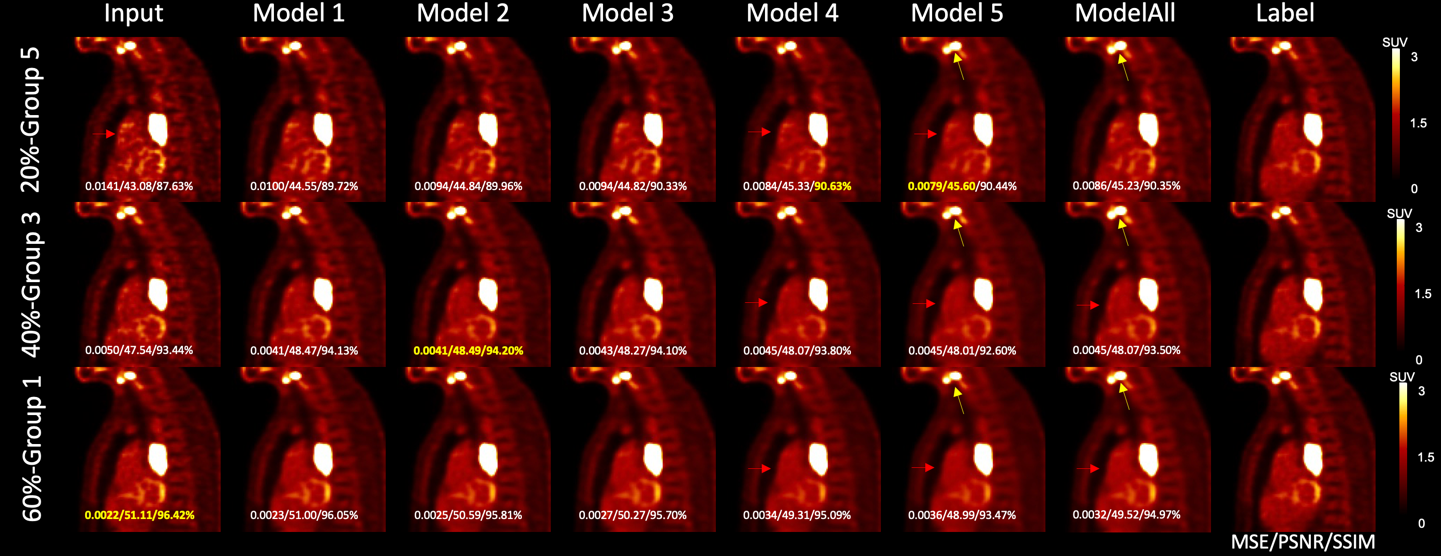 Input Model 1 Model 2 Model 3 Model 4 Model 5 ModelAll Label
20%-Group 5
0.0141/43.08/87.63% 0.0100/44.55/89.72% 0.0094/44.84/89.96% 0.0094/44.82/90.33% 0.0084/45.33/90.63% 0.0079/45.60/90.44% 0.0086/45.23/90.35%
SUV
3
1.5
0
40%-Group 3
0.0050/47.54/93.44% 0.0041/48.47/94.13% 0.0041/48.49/94.20% 0.0043/48.27/94.10% 0.0045/48.07/93.80% 0.0045/48.01/92.60% 0.0045/48.07/93.50%
SUV
3
1.5
0
60%-Group 1
0.0022/51.11/96.42% 0.0023/51.00/96.05% 0.0025/50.59/95.81% 0.0027/50.27/95.70% 0.0034/49.31/95.09% 0.0036/48.99/93.47% 0.0032/49.52/94.97%
SUV
3
1.5
0
MSE/PSNR/SSIM